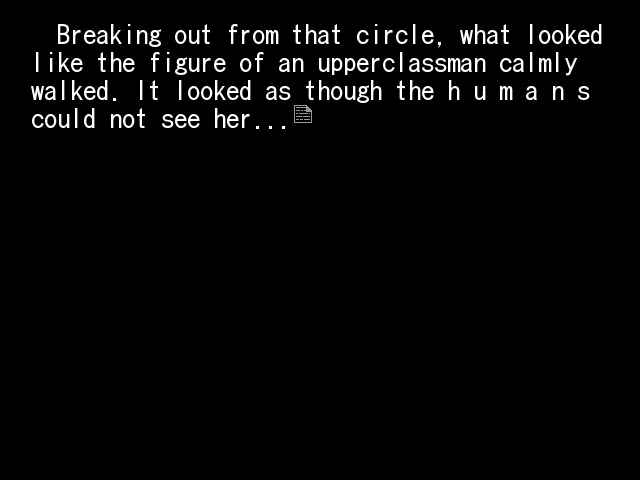 Breaking out from that circle, what looked
like the figure of an upperclassman calmly
walked. It looked as though the h u m a n s
could not see her...